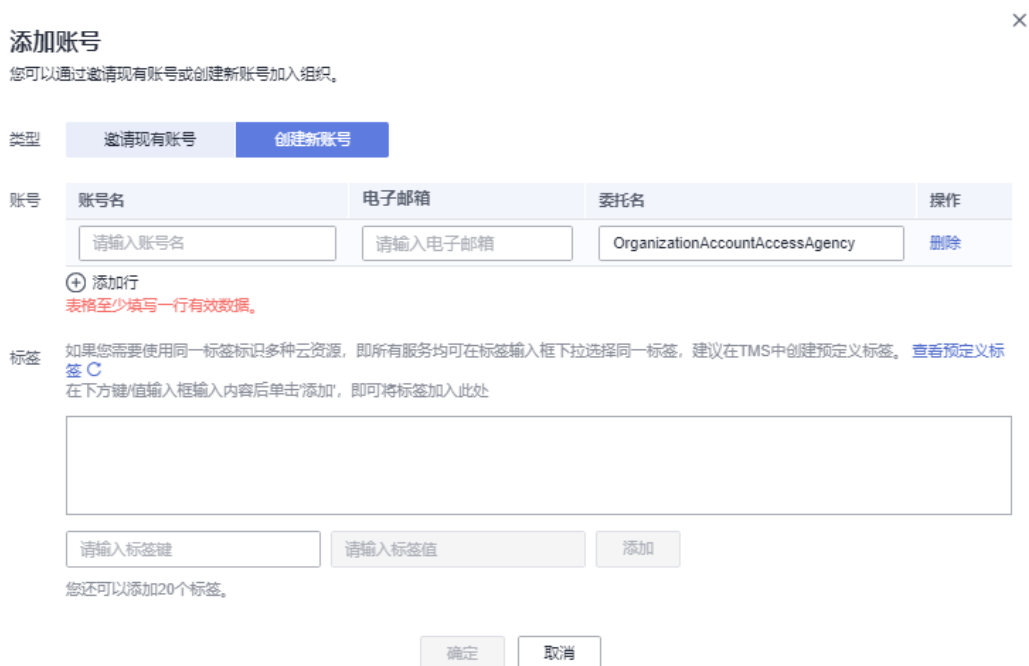 添加账号
您可以通过邀请现有账号或创建新账号加入组织。
类型 邀请现有账号 创建新账号
账号 账号名 电子邮箱 委托名 操作
请输入账号名 请输入电子邮箱 OrganizationAccountAccessAgency 删除
添加行
表格至少填写一行有效数据。
标签 如果您需要使用同一标签标识多种云资源，即所有服务均可在标签输入框下拉选择同一标签，建议在TMS中创建预定义标签。 查看预定义标
签
在下方键/值输入框输入内容后单击'添加'，即可将标签加入此处
请输入标签键 请输入标签值 添加
您还可以添加20个标签。
确定 取消